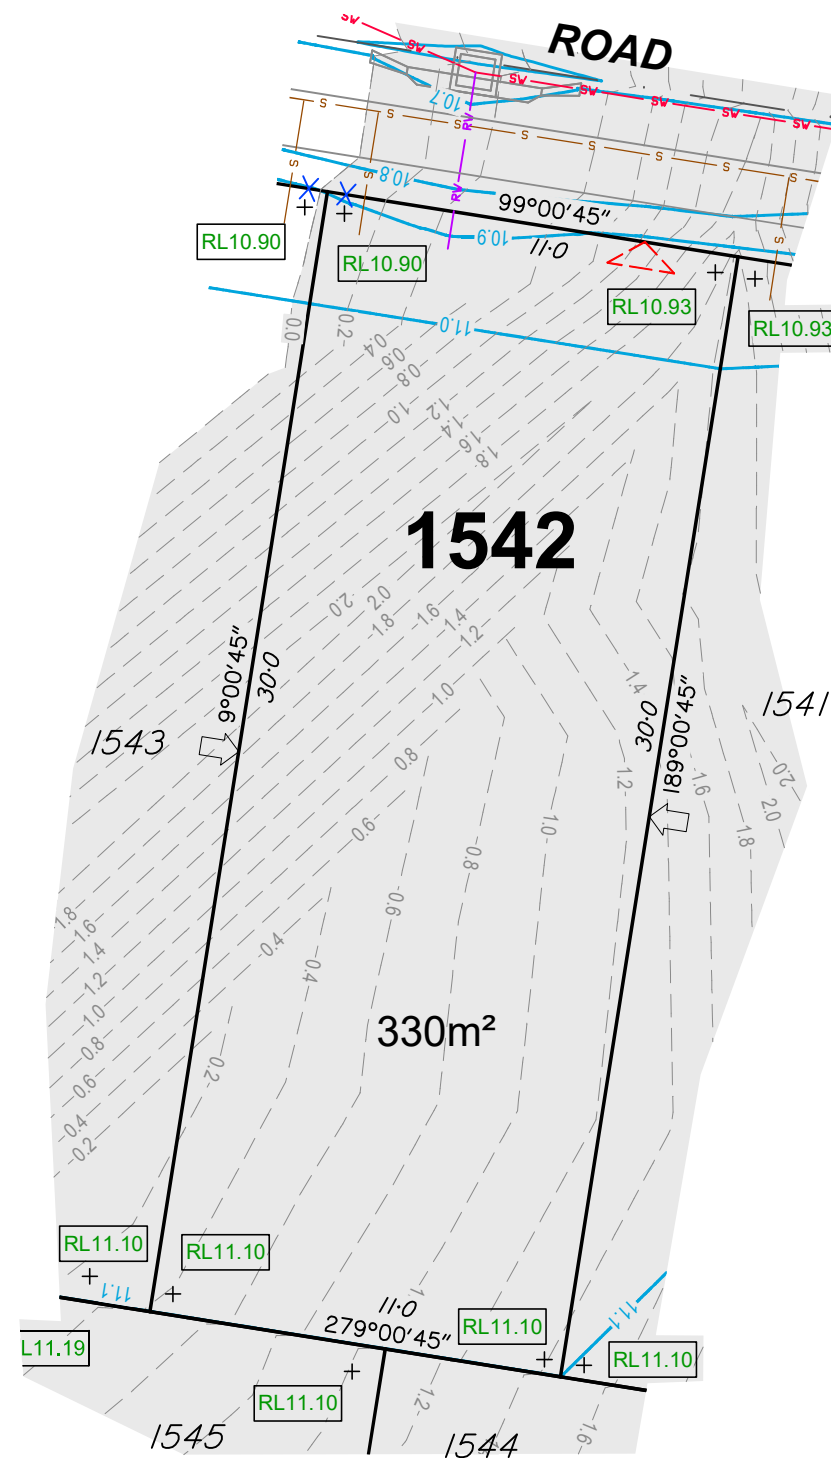 ROAD
SW
SW
SW
SW
SW
SW
SW
10.7
S
S
S
S
S
S
S
S
S
S
S
RV
RV
10.8
99°00'45"
11·0
10.9
RL10.90
RL10.90
RL10.93
RL10.93
11.0
0.0
0.2
0.4
0.6
0.8
1.0
1.2
1.4
1.6
1.8
1542
2.0
2.0
1.8
1.6
1.4
1.2
1.0
0.8
0.6
0.4
9°00'45"
30·0
30·0
189°00'45"
1543
1541
1.4
1.2
1.0
0.8
0.6
0.4
0.2
1.6
1.8
2.0
2.0
1.8
1.6
1.4
1.2
1.0
0.8
0.6
0.4
0.2
330m²
RL11.10
RL11.10
11.1
11·0
279°00'45"
RL11.10
11.1
RL11.10
L11.19
RL11.10
1.2
1.6
1545
1544